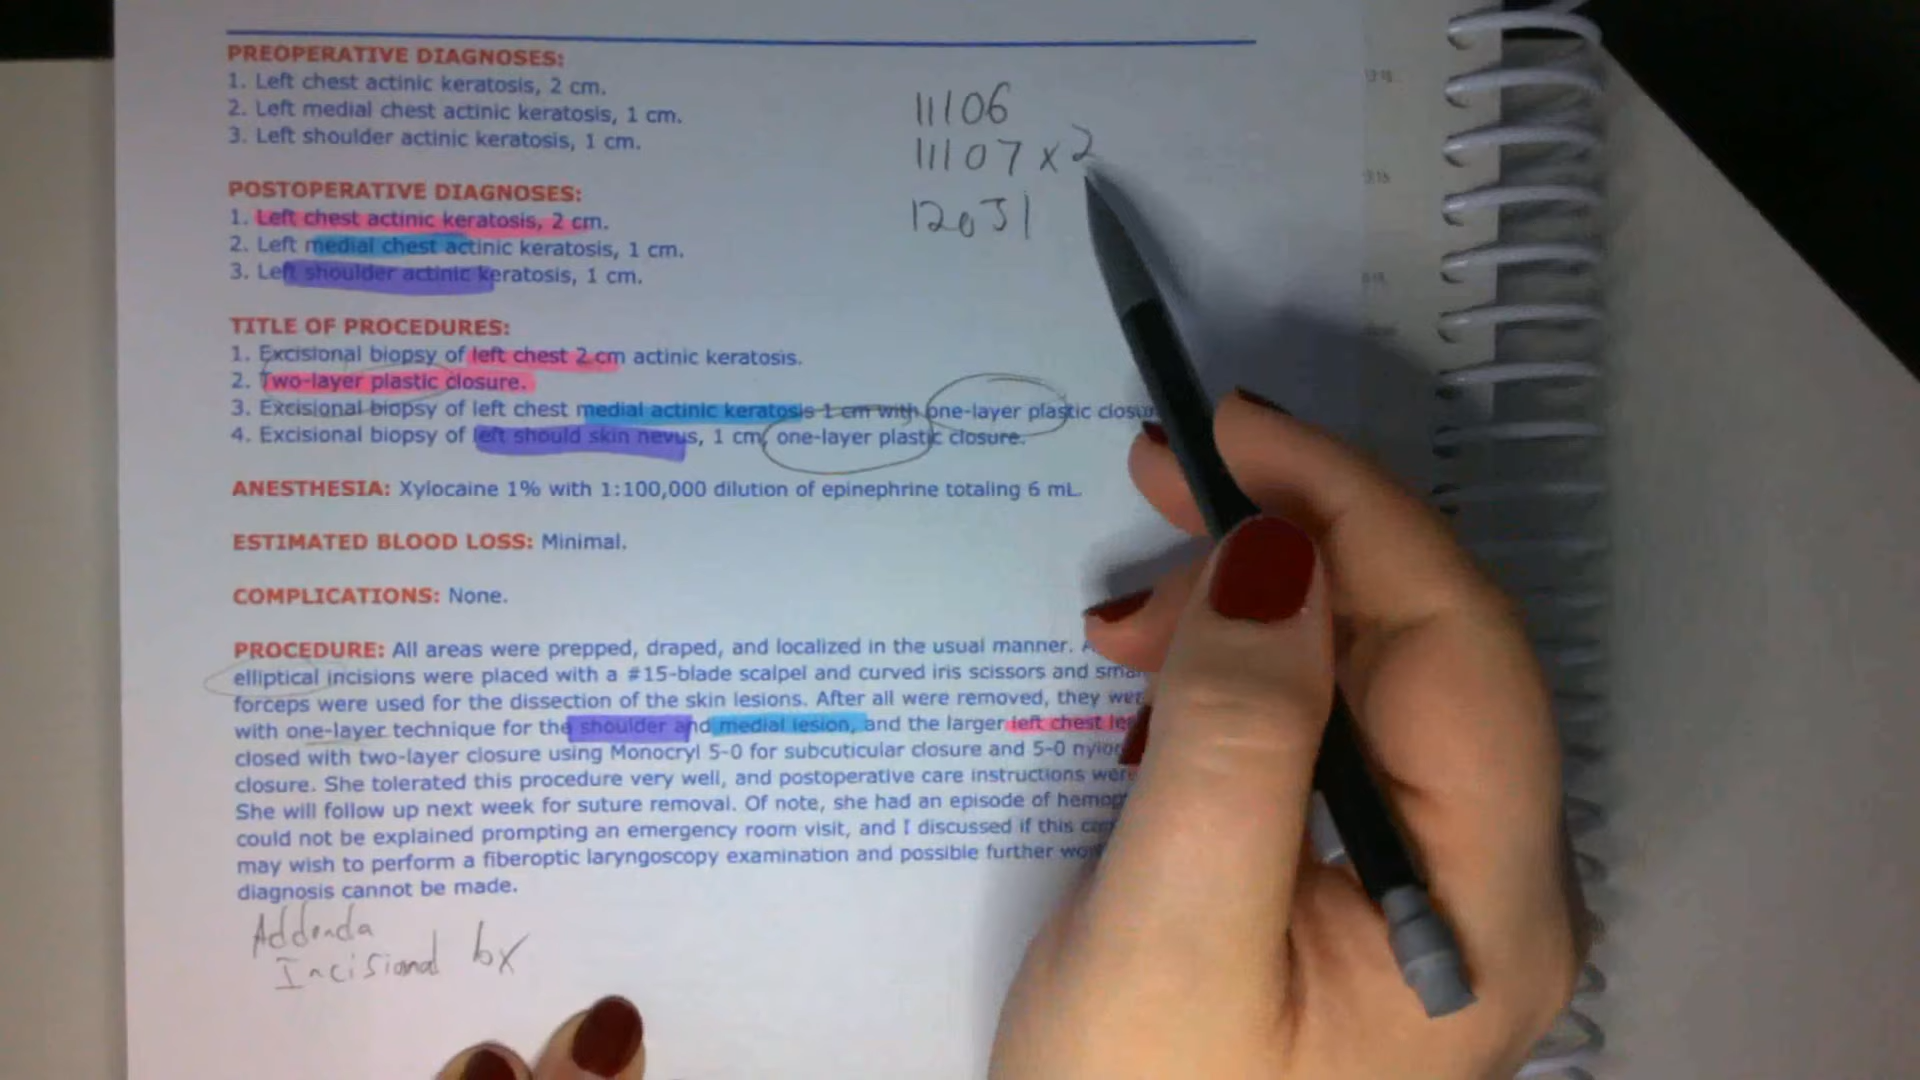 PREOPERATIVE DIAGNOSES:
1. Left chest actinic keratosis, 2 cm.
2. Left medial chest actinic keratosis, 1 cm.
3. Left shoulder actinic keratosis, 1 cm.
11106
11107 x 2
12031
POSTOPERATIVE DIAGNOSES:
1. Left chest actinic keratosis, 2 cm.
2. Left medial chest actinic keratosis, 1 cm.
3. Left shoulder actinic keratosis, 1 cm.
TITLE OF PROCEDURES:
1. Excisional biopsy of left chest 2 cm actinic keratosis.
2. Two-layer plastic closure.
3. Excisional biopsy of left chest medial actinic keratosis 1 cm with one-layer plastic
4. Excisional biopsy of left should skin nevus, 1 cm, one-layer plastic closure.
ANESTHESIA: Xylocaine 1% with 1:100,000 dilution of epinephrine totaling 6 mL.
ESTIMATED BLOOD LOSS: Minimal.
COMPLICATIONS: None.
PROCEDURE: All areas were prepped, draped, and localized in the usual manner.
elliptical incisions were placed with a #15-blade scalpel and curved iris scissors and
forceps were used for the dissection of the skin lesions. After all were removed, they
with one-layer technique for the shoulder and medial lesion, and the larger left chest
closed with two-layer closure using Monocryl 5-0 for subcuticular closure and 5-0
closure. She tolerated this procedure very well, and postoperative care instructions
She will follow up next week for suture removal. Of note, she had an episode of
could not be explained prompting an emergency room visit, and I discussed if this
may wish to perform a fiberoptic laryngoscopy examination and possible further
diagnosis cannot be made.
Addenda
Incisional bx